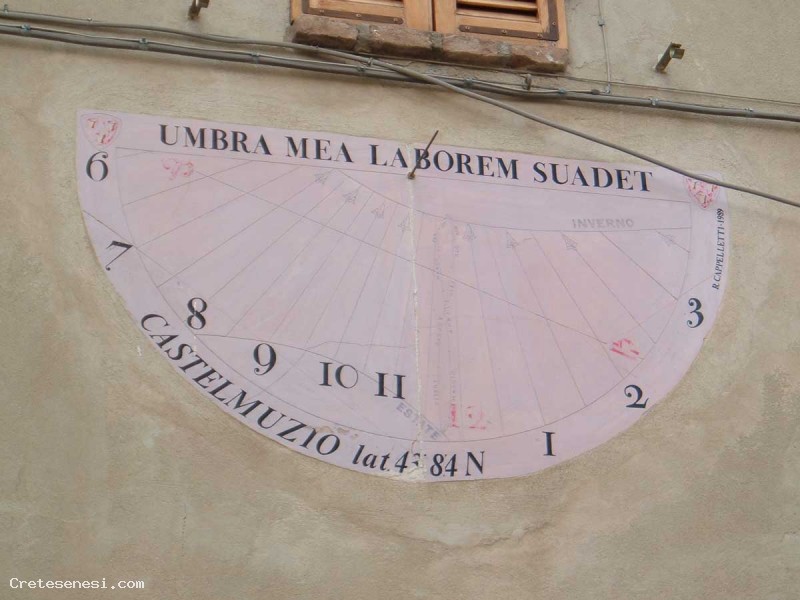 UMBRA MEA LABOREM SUADET
6
7
8
9
10
11
12
1
2
3
INVERNO
ESTATE
R. CAPPELLETTI-1989
CASTELMUZIO lat. 84 N
Cretesenesi.com